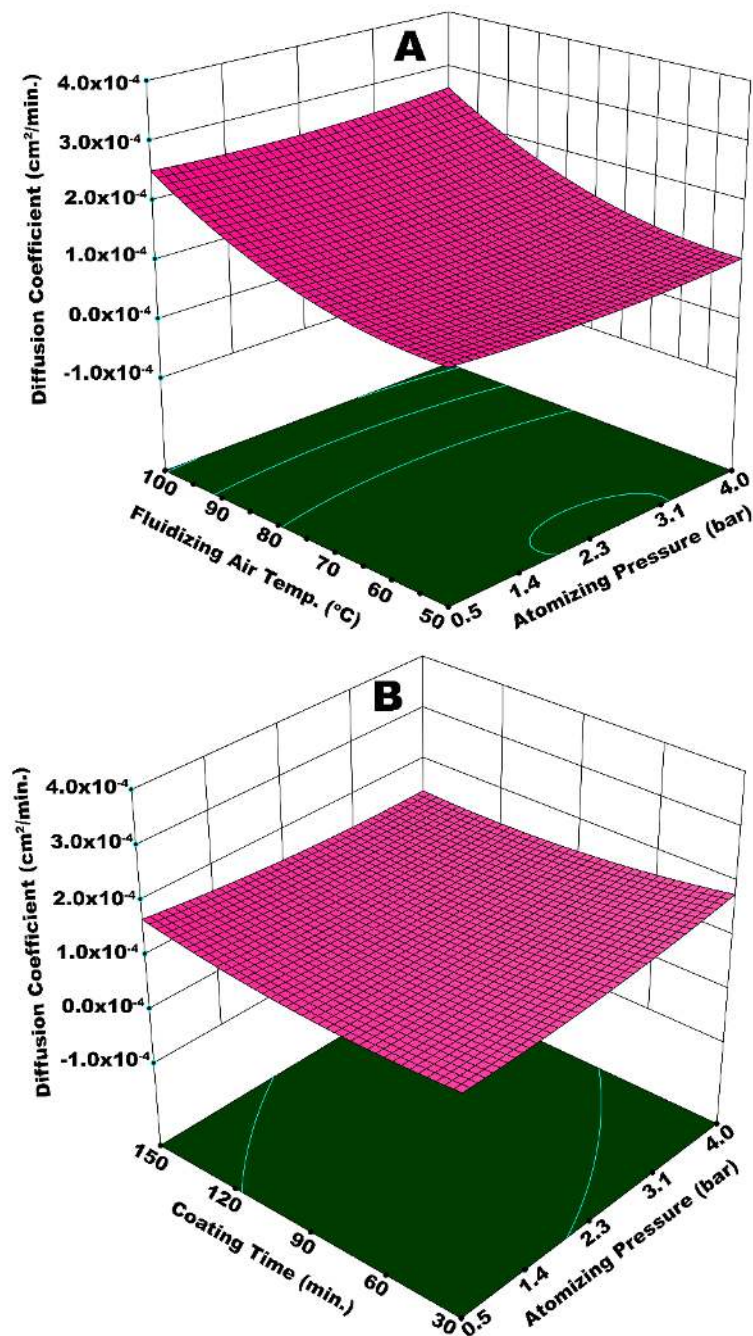 A
Diffusion Coefficient (cm²/min.)
4.0x10⁻⁴
3.0x10⁻⁴
2.0x10⁻⁴
1.0x10⁻⁴
0.0x10⁻⁴
-1.0x10⁻⁴
100
90
80
70
60
50
Fluidizing Air Temp. (°C)
0.5
1.4
2.3
3.1
4.0
Atomizing Pressure (bar)
B
Diffusion Coefficient (cm²/min.)
4.0x10⁻⁴
3.0x10⁻⁴
2.0x10⁻⁴
1.0x10⁻⁴
0.0x10⁻⁴
-1.0x10⁻⁴
150
120
90
60
30
Coating Time (min.)
0.5
1.4
2.3
3.1
4.0
Atomizing Pressure (bar)